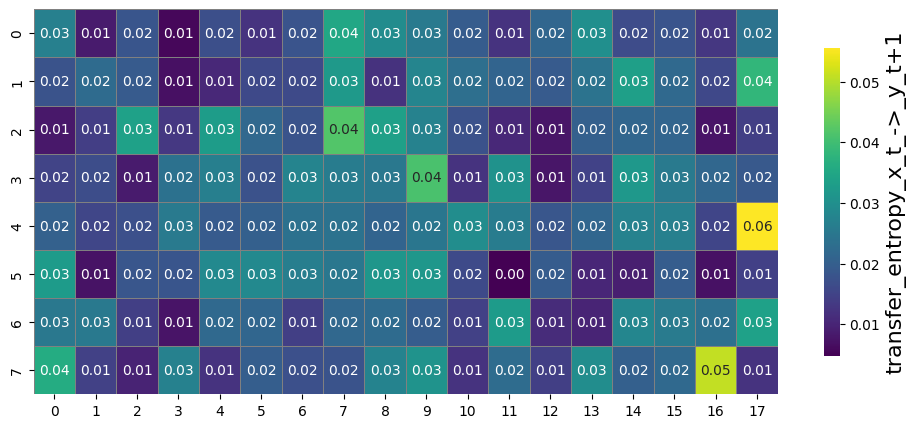 0 0.03 0.01 0.02 0.01 0.02 0.01 0.02 0.04 0.03 0.03 0.02 0.01 0.02 0.03 0.02 0.02 0.01 0.02
1 0.02 0.02 0.02 0.01 0.01 0.02 0.02 0.03 0.01 0.03 0.02 0.02 0.02 0.02 0.03 0.02 0.02 0.04
2 0.01 0.01 0.03 0.01 0.03 0.02 0.02 0.04 0.03 0.03 0.02 0.01 0.01 0.02 0.02 0.02 0.01 0.01
3 0.02 0.02 0.01 0.02 0.03 0.02 0.03 0.03 0.03 0.04 0.01 0.03 0.01 0.01 0.03 0.03 0.02 0.02
4 0.02 0.02 0.02 0.02 0.02 0.02 0.02 0.02 0.02 0.03 0.03 0.02 0.02 0.03 0.03 0.02 0.06
5 0.03 0.01 0.02 0.02 0.03 0.03 0.03 0.02 0.03 0.03 0.02 0.00 0.02 0.01 0.01 0.02 0.01 0.01
6 0.03 0.03 0.01 0.01 0.02 0.02 0.01 0.02 0.02 0.02 0.01 0.03 0.01 0.01 0.03 0.03 0.02 0.03
7 0.04 0.01 0.01 0.03 0.01 0.02 0.02 0.02 0.03 0.03 0.01 0.02 0.01 0.03 0.02 0.02 0.05 0.01
0 1 2 3 4 5 6 7 8 9 10 11 12 13 14 15 16 17
0.05
0.04
0.03
0.02
0.01
transfer_entropy_x_t_->_y_t+1